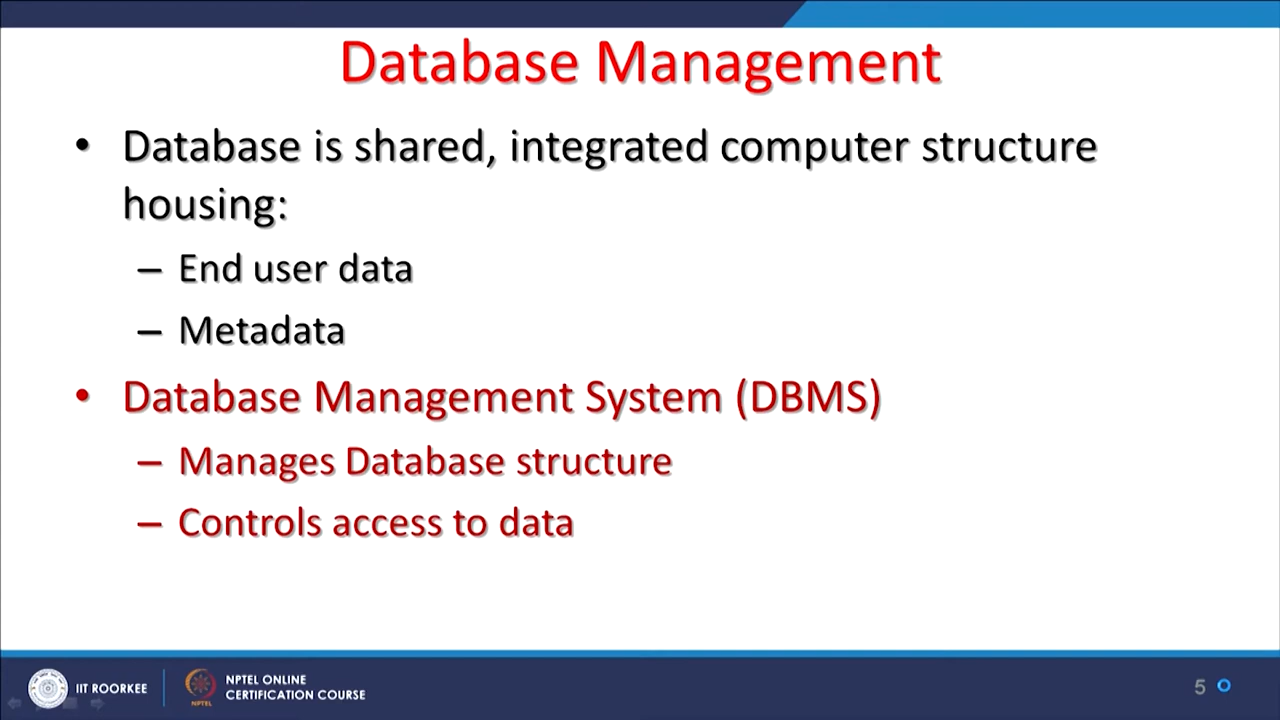 Database Management
• Database is shared, integrated computer structure
housing:
– End user data
– Metadata
• Database Management System (DBMS)
– Manages Database structure
– Controls access to data
IIT ROORKEE
NPTEL
NPTEL ONLINE
CERTIFICATION COURSE
5